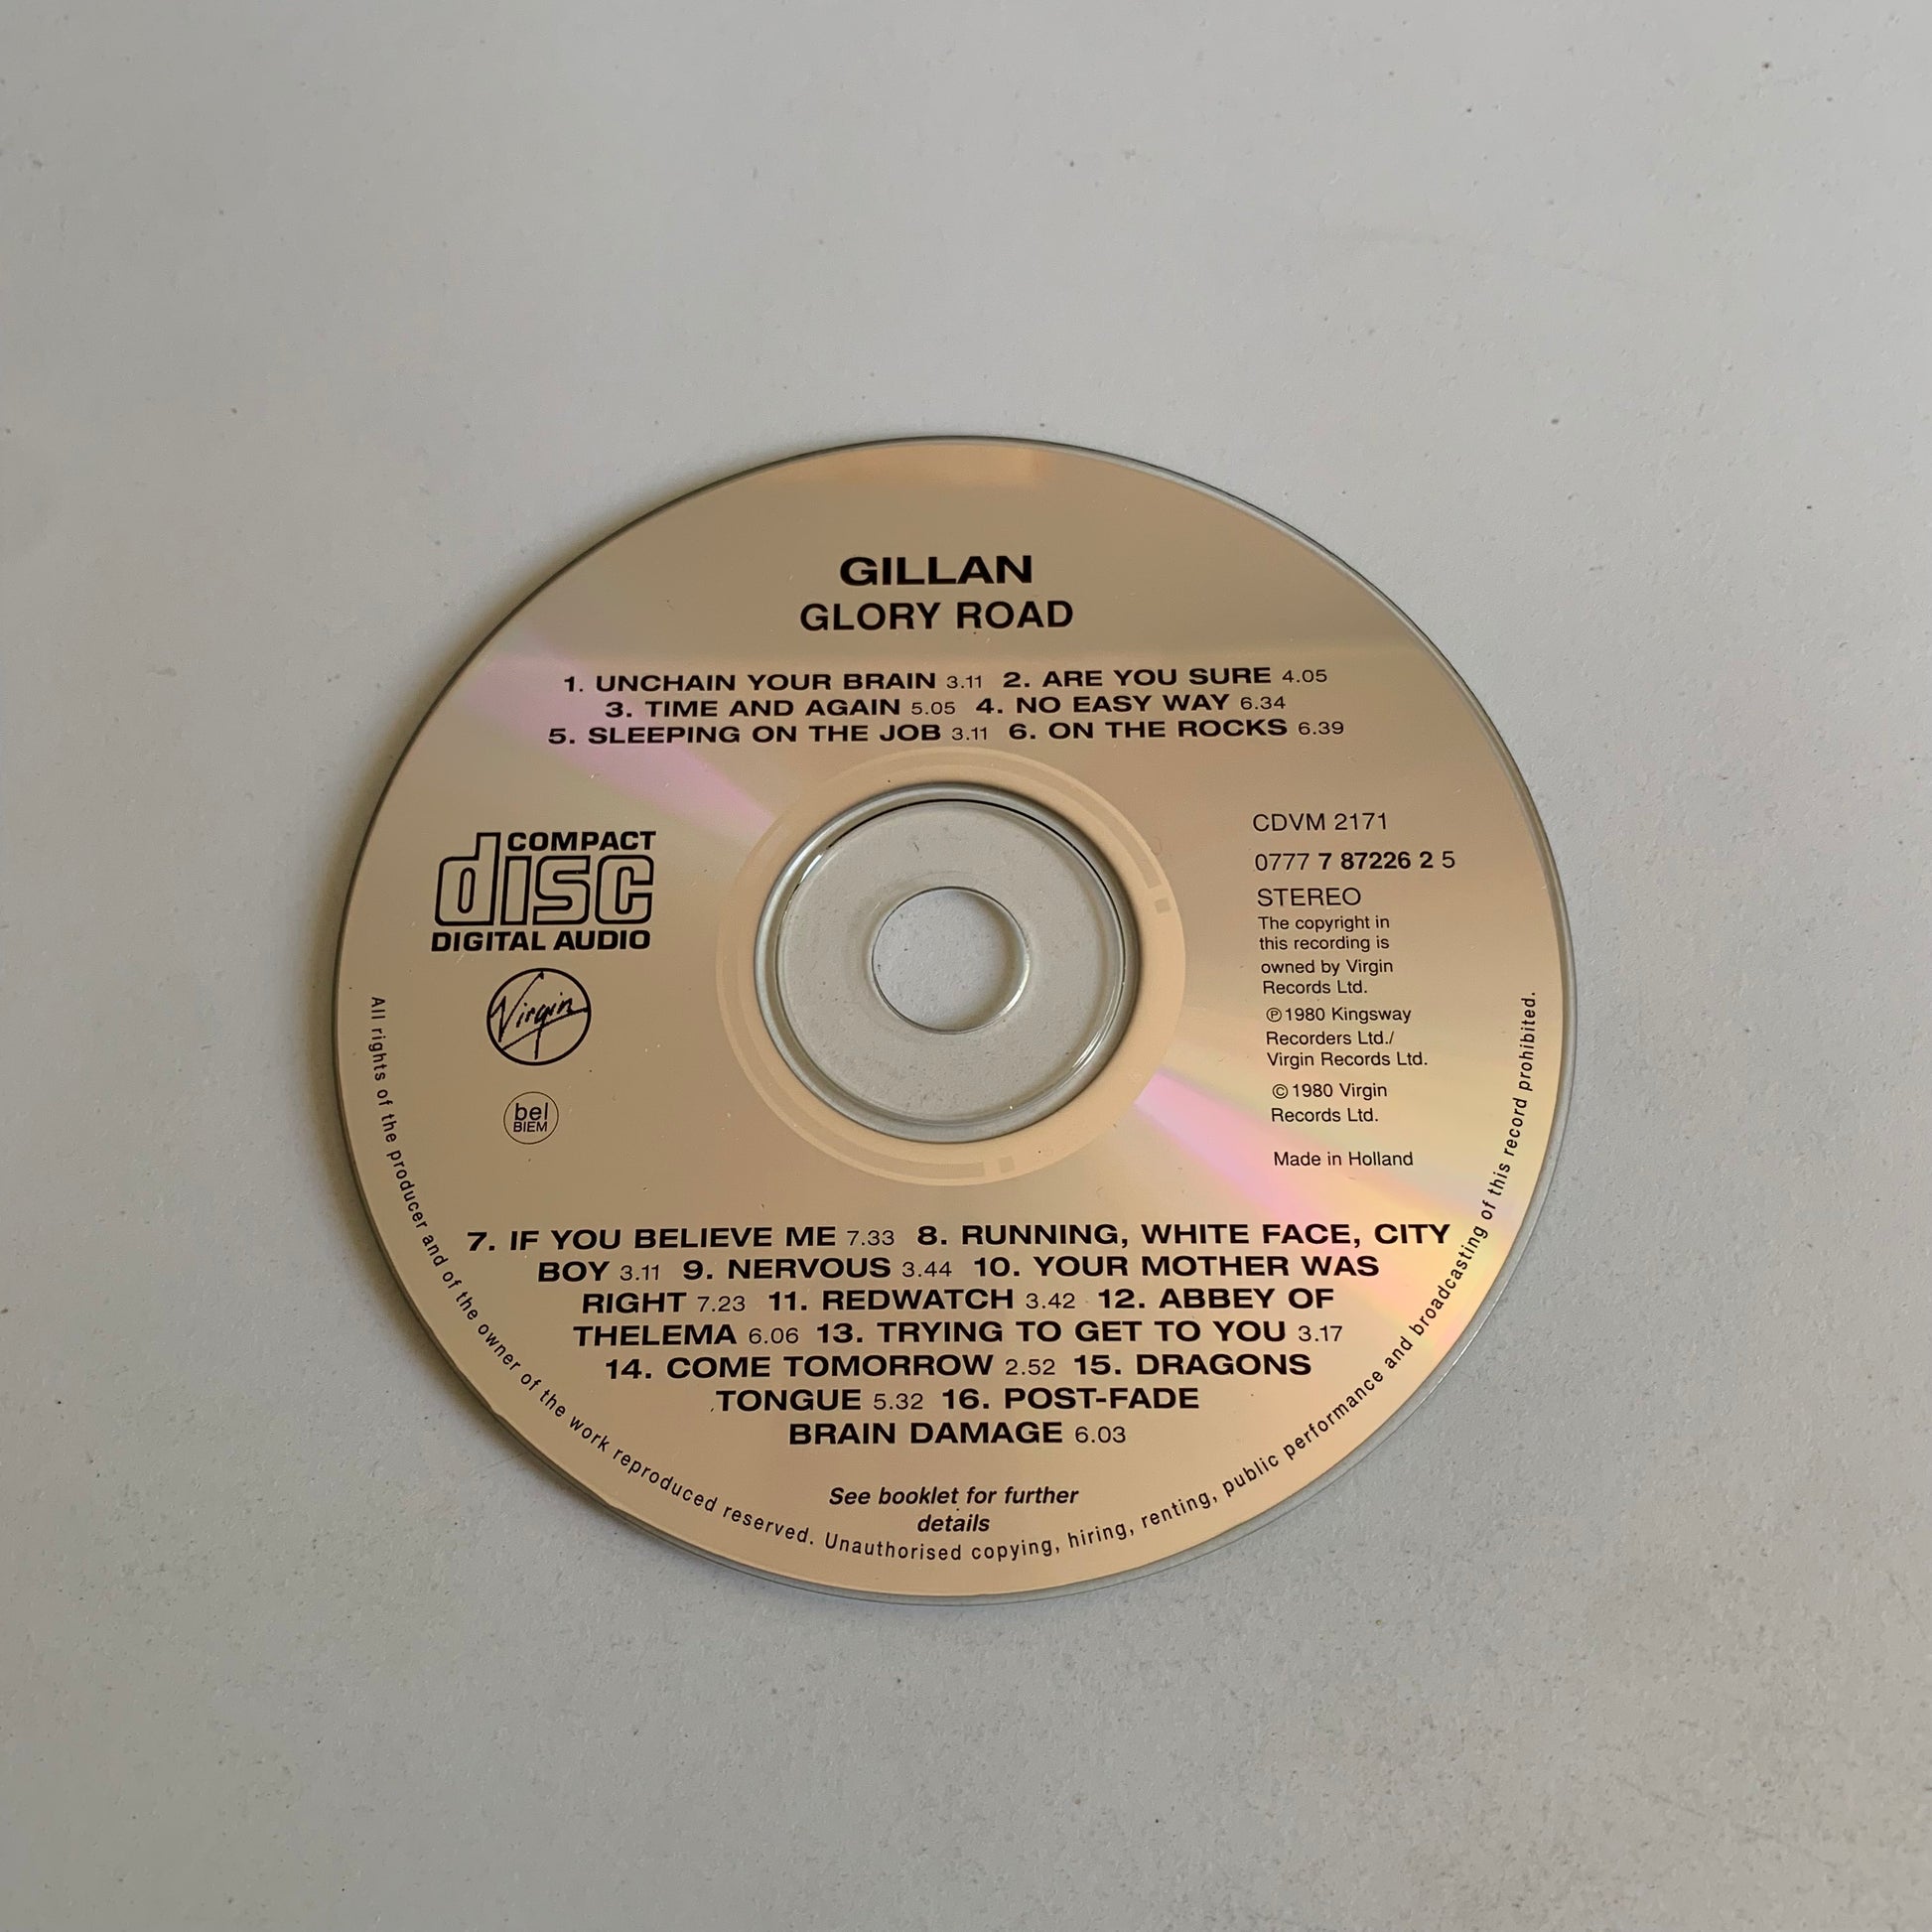 GILLAN
GLORY ROAD
1. UNCHAIN YOUR BRAIN 3.11 2. ARE YOU SURE 4.05
3. TIME AND AGAIN 5.05 4. NO EASY WAY 6.34
5. SLEEPING ON THE JOB 3.11 6. ON THE ROCKS 6.39
COMPACT
disc
DIGITAL AUDIO
Virgin
bel
BIEM
CDVM 2171
0777 7 87226 2 5
STEREO
The copyright in
this recording is
owned by Virgin
Records Ltd.
℗ 1980 Kingsway
Recorders Ltd./
Virgin Records Ltd.
© 1980 Virgin
Records Ltd.
Made in Holland
7. IF YOU BELIEVE ME 7.33 8. RUNNING, WHITE FACE, CITY
BOY 3.11 9. NERVOUS 3.44 10. YOUR MOTHER WAS
RIGHT 7.23 11. REDWATCH 3.42 12. ABBEY OF
THELEMA 6.06 13. TRYING TO GET TO YOU 3.17
14. COME TOMORROW 2.52 15. DRAGONS
TONGUE 5.32 16. POST-FADE
BRAIN DAMAGE 6.03
See booklet for further
details
All rights of the producer and of the owner of the work reproduced reserved. Unauthorised copying, hiring, renting, public performance and broadcasting of this record prohibited.